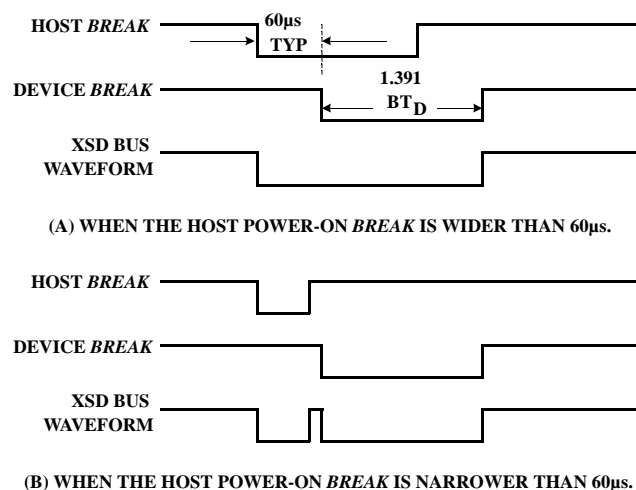 HOST BREAK
60µs
TYP
DEVICE BREAK
1.391
BTD
XSD BUS
WAVEFORM
(A) WHEN THE HOST POWER-ON BREAK IS WIDER THAN 60µs.
HOST BREAK
DEVICE BREAK
XSD BUS
WAVEFORM
(B) WHEN THE HOST POWER-ON BREAK IS NARROWER THAN 60µs.